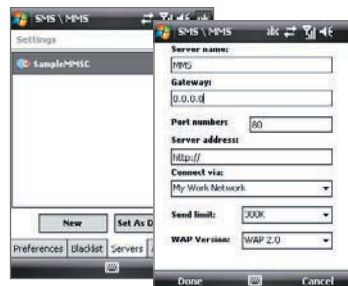 SMS \ MMS
Settings
SampleMMSC
New
Set As D
Preferences
Blacklist
Servers
SMS \ MMS
abc
Server name:
MMS
Gateway:
0.0.0.0
Port number:
80
Server address:
http://
Connect via:
My Work Network
Send limit:
300K
WAP Version:
WAP 2.0
Done
Cancel